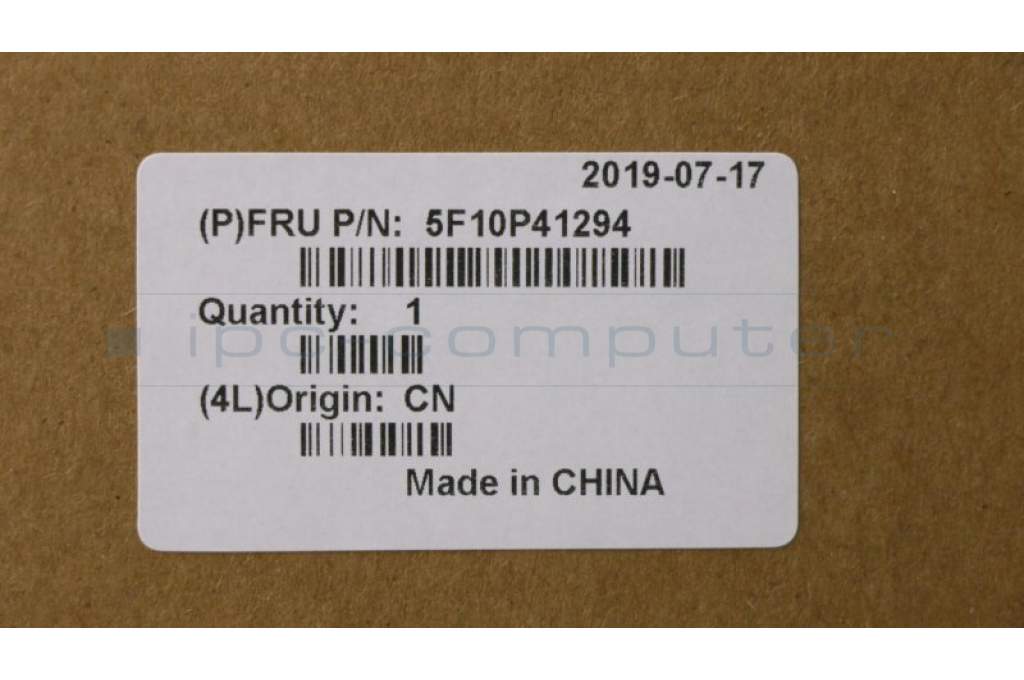 2019-07-17
(P)FRU P/N: 5F10P41294
Quantity: 1
ipc-computer
(4L)Origin: CN
Made in CHINA